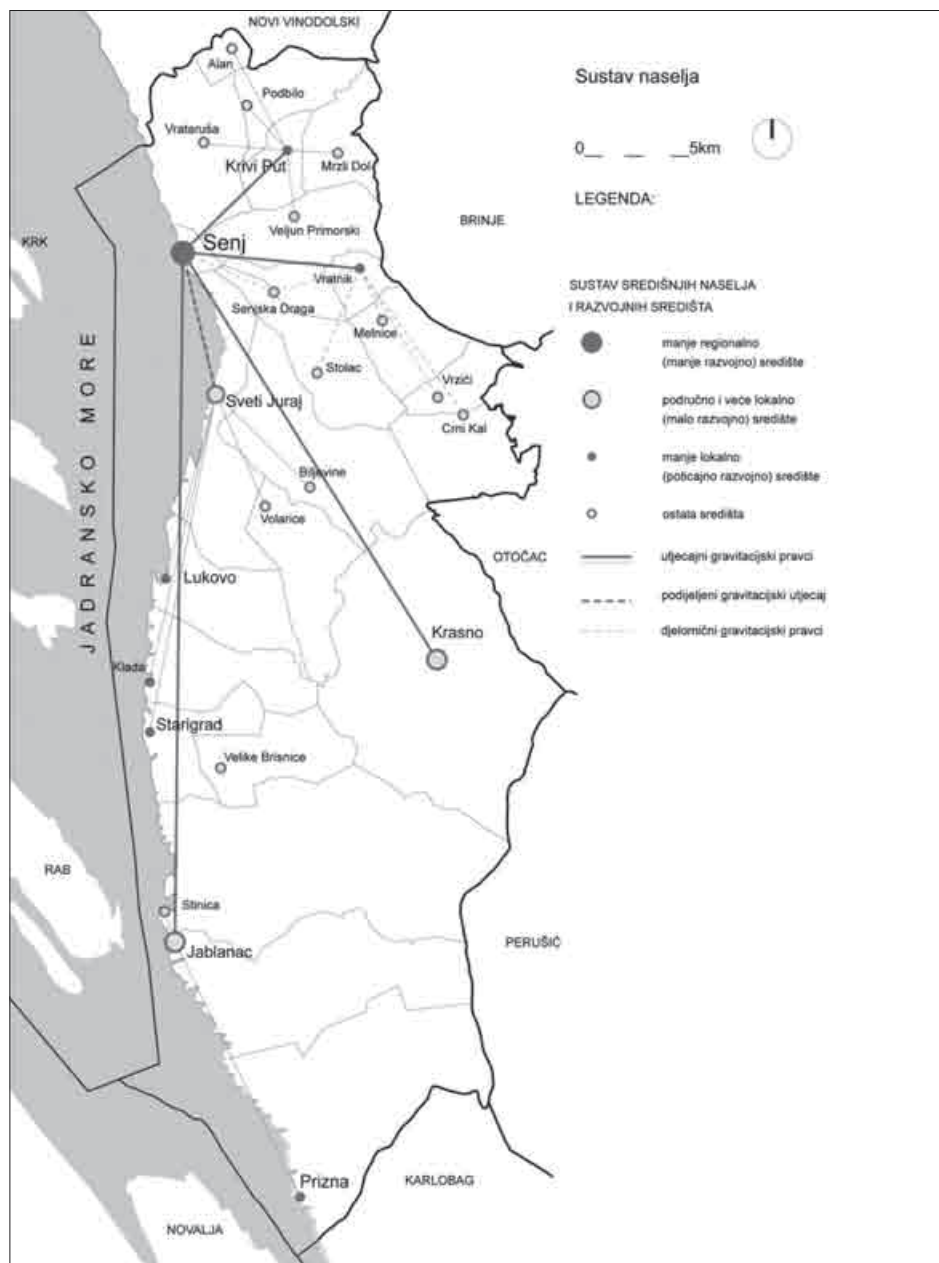 NOVI VINODOLSKI
Alan
Podbilo
Vrataruša
Krivi Put
Mrzli Dol
Veljun Primorski
BRINJE
KRK
Senj
Vratnik
Senjska Draga
Melnice
Stolac
Vrzići
Sveti Juraj
Crni Kal
Biljevine
Volarice
JADRANSKO MORE
OTOČAC
Lukovo
Krasno
Klada
Starigrad
Velike Brisnice
RAB
Stinica
Jablanac
PERUŠIĆ
Prizna
KARLOBAG
NOVALJA
Sustav naselja
0 5km
LEGENDA:
SUSTAV SREDIŠNJIH NASELJA
I RAZVOJNIH SREDIŠTA
manje regionalno
(manje razvojno) središte
područno i veće lokalno
(malo razvojno) središte
manje lokalno
(poticajno razvojno) središte
ostala središta
utjecajni gravitacijski pravci
podijeljeni gravitacijski utjecaj
djelomični gravitacijski pravci